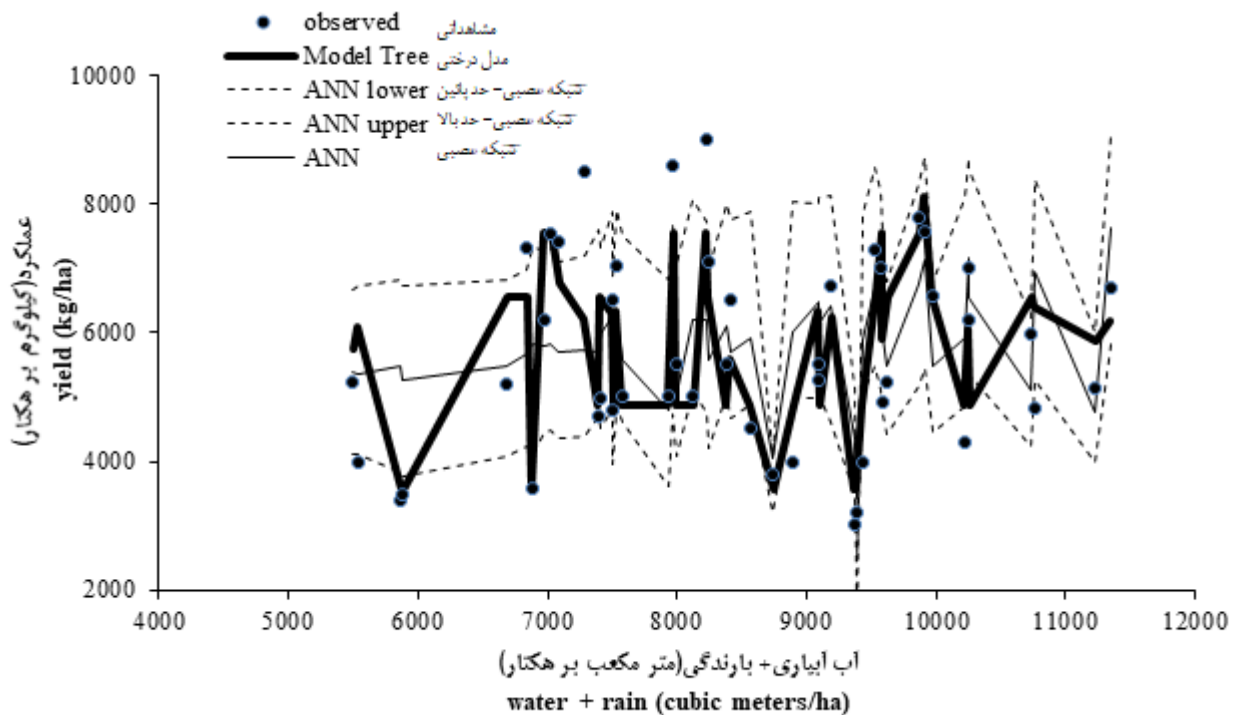 observed مشاهداتی
Model Tree مدل درختی
ANN lower شبکه عصبی- حد پائین
ANN upper شبکه عصبی- حد بالا
ANN شبکه عصبی
10000
8000
6000
4000
2000
عملکرد(کیلوگرم بر هکتار)
yield (kg/ha)
4000 5000 6000 7000 8000 9000 10000 11000 12000
آب آبیاری+ بارندگی(متر مکعب بر هکتار)
water + rain (cubic meters/ha)